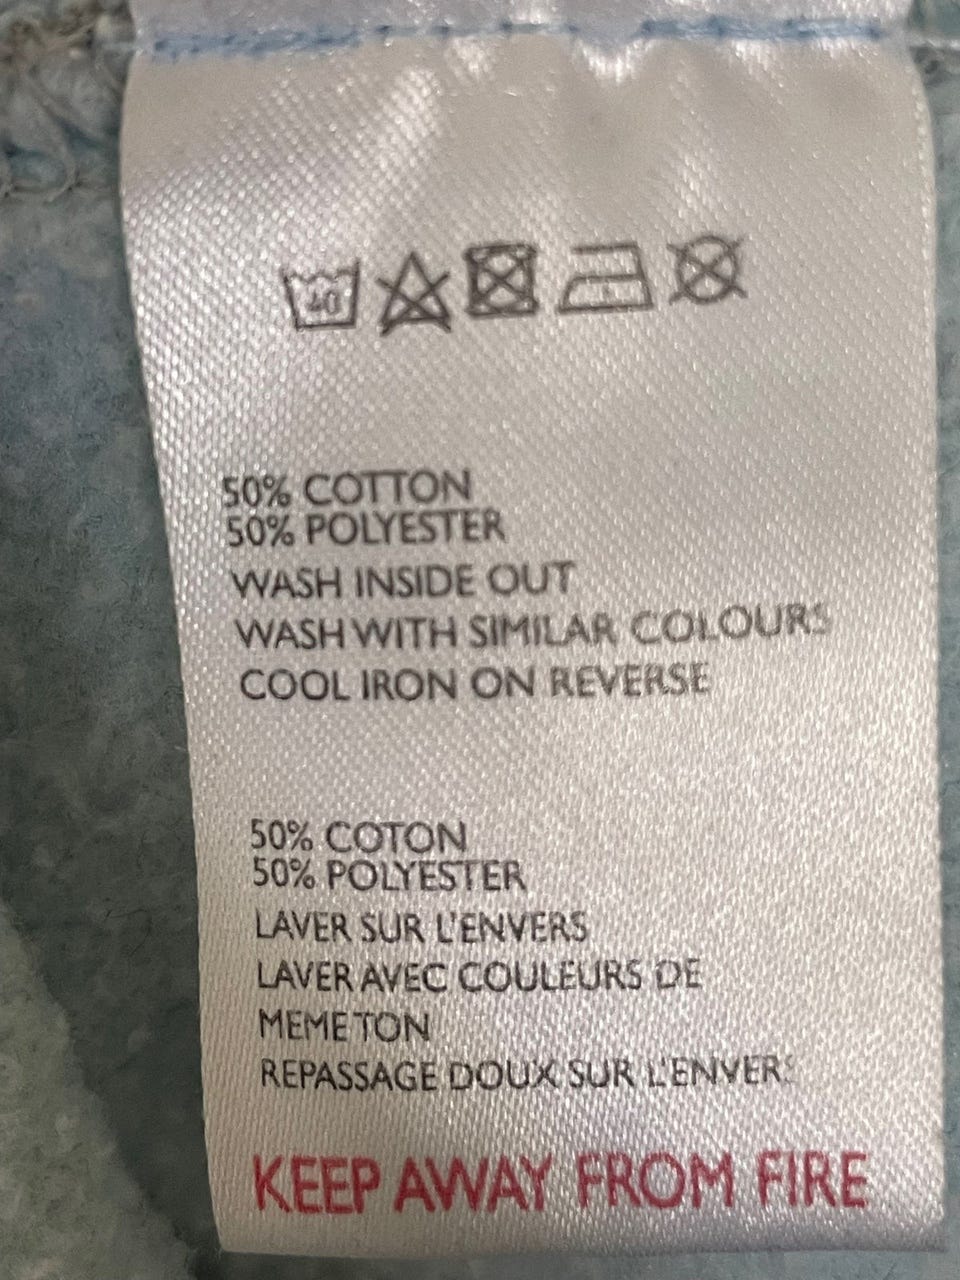 40
50% COTTON
50% POLYESTER
WASH INSIDE OUT
WASH WITH SIMILAR COLOURS
COOL IRON ON REVERSE
50% COTON
50% POLYESTER
LAVER SUR L'ENVERS
LAVER AVEC COULEURS DE
MEME TON
REPASSAGE DOUX SUR L'ENVERS
KEEP AWAY FROM FIRE